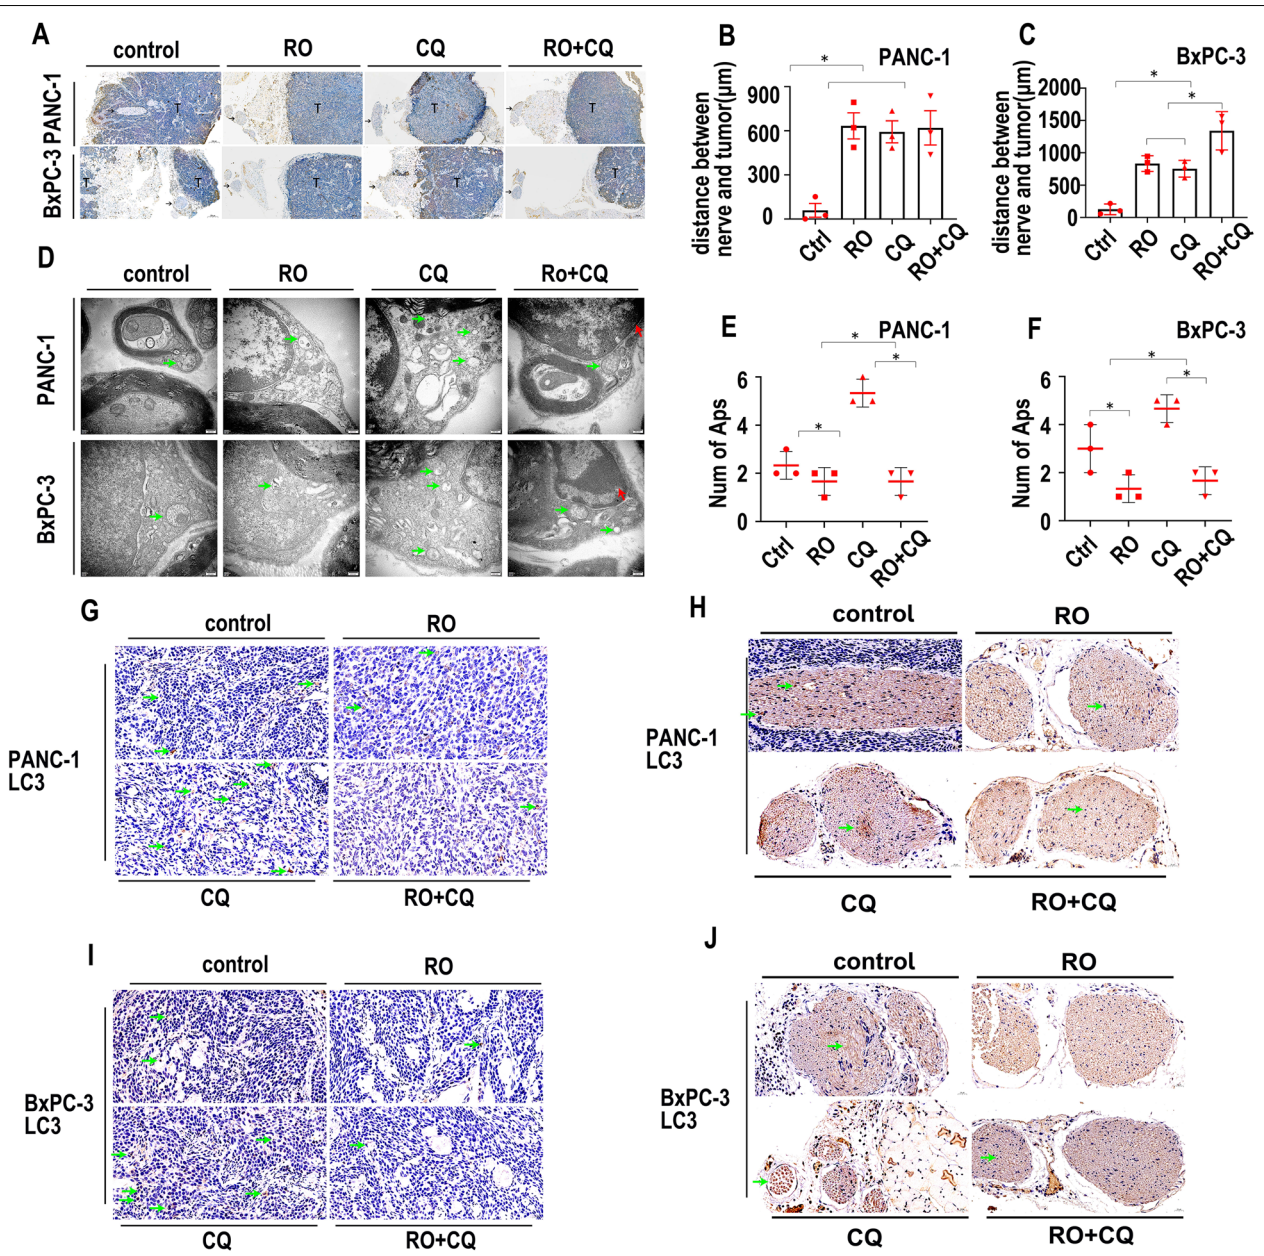 A
control
RO
CQ
RO+CQ
PANC-1
T
T
T
T
BxPC-3
T
T
T
T
T
B
PANC-1
distance between
nerve and tumor(μm)
900
600
300
0
*
Ctrl
RO
CQ
RO+CQ
C
BxPC-3
distance between
nerve and tumor(μm)
2000
1500
1000
500
0
*
*
Ctrl
RO
CQ
RO+CQ
D
control
RO
CQ
Ro+CQ
PANC-1
BxPC-3
E
PANC-1
Num of Aps
6
4
2
0
*
*
*
Ctrl
RO
CQ
RO+CQ
F
BxPC-3
Num of Aps
6
4
2
0
*
*
*
Ctrl
RO
CQ
RO+CQ
G
control
RO
PANC-1
LC3
CQ
RO+CQ
H
control
RO
PANC-1
LC3
CQ
RO+CQ
I
control
RO
BxPC-3
LC3
CQ
RO+CQ
J
control
RO
BxPC-3
LC3
CQ
RO+CQ